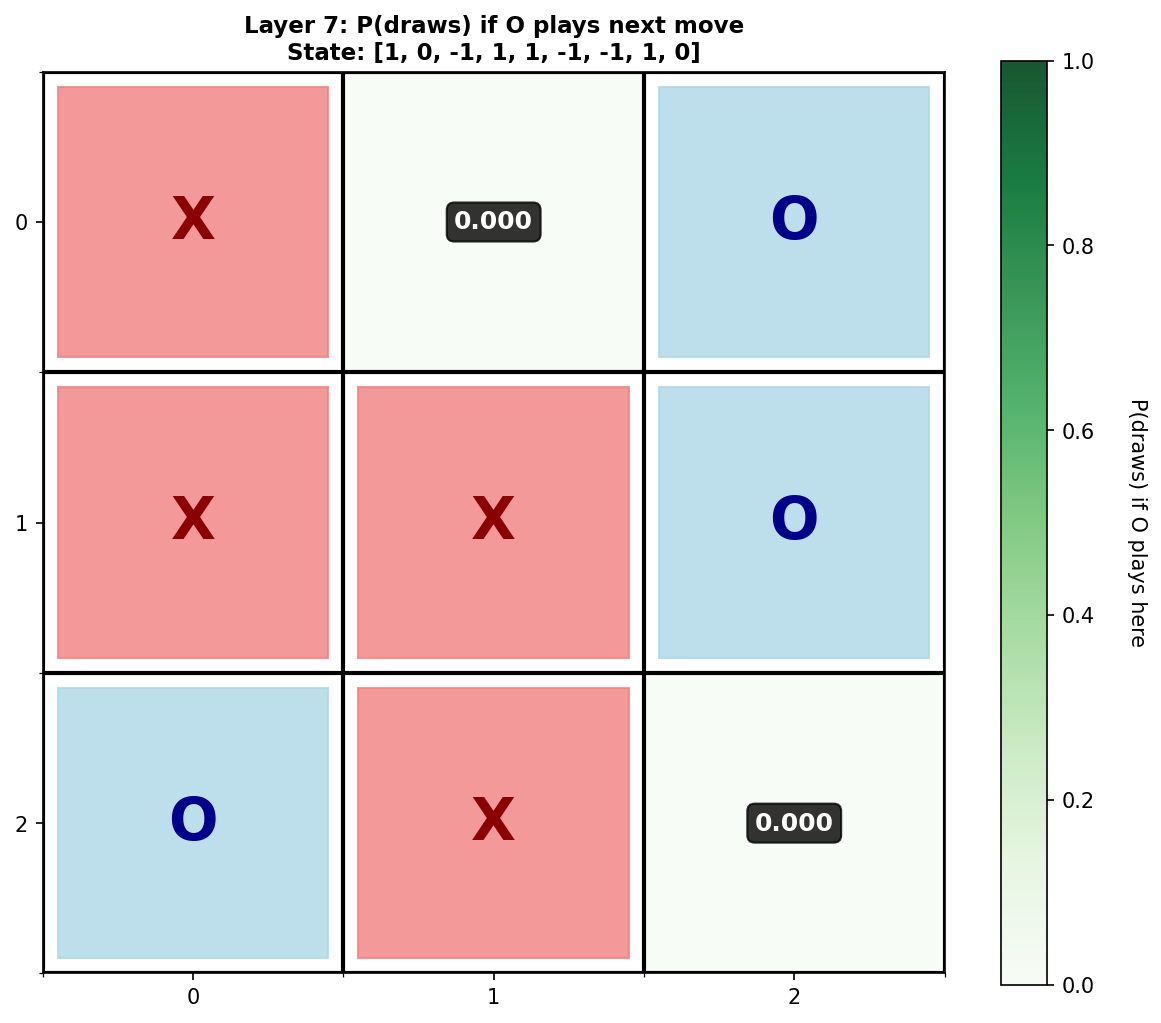 Layer 7: P(draws) if O plays next move
State: [1, 0, -1, 1, 1, -1, -1, 1, 0]
X
0.000
O
X
X
O
O
X
0.000
0
1
2
0
1
2
1.0
0.8
0.6
0.4
0.2
0.0
P(draws) if O plays here